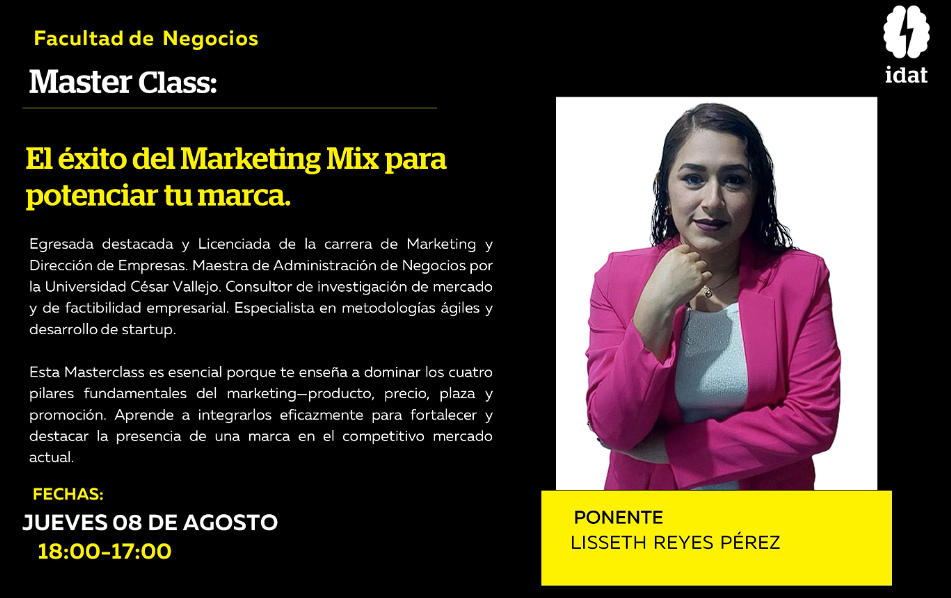 Facultad de Negocios
idat
Master Class:
El éxito del Marketing Mix para
potenciar tu marca.
Egresada destacada y Licenciada de la carrera de Marketing y
Dirección de Empresas. Maestra de Administración de Negocios por
la Universidad César Vallejo. Consultor de investigación de mercado
y de factibilidad empresarial. Especialista en metodologías ágiles y
desarrollo de startup.
Esta Masterclass es esencial porque te enseña a dominar los cuatro
pilares fundamentales del marketing—producto, precio, plaza y
promoción. Aprende a integrarlos eficazmente para fortalecer y
destacar la presencia de una marca en el competitivo mercado
actual.
FECHAS:
JUEVES 08 DE AGOSTO
18:00-17:00
PONENTE
LISSETH REYES PÉREZ